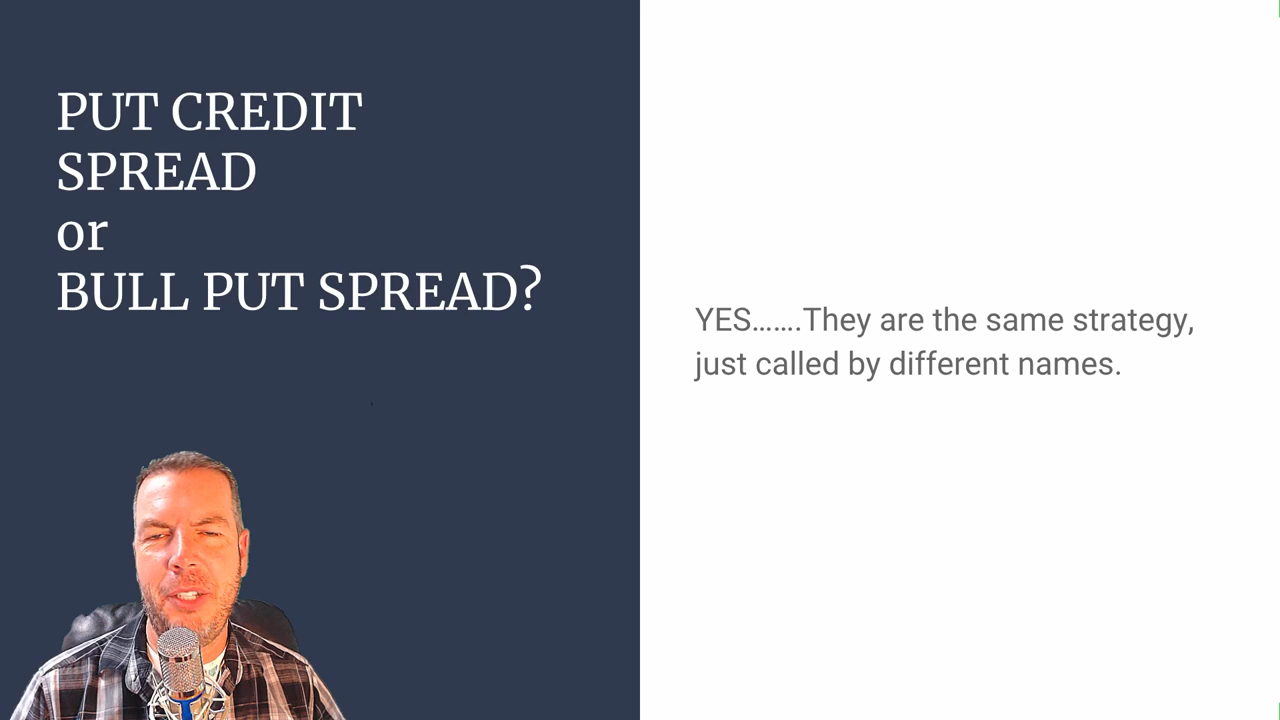 PUT CREDIT
SPREAD
or
BULL PUT SPREAD?
YES.......They are the same strategy,
just called by different names.